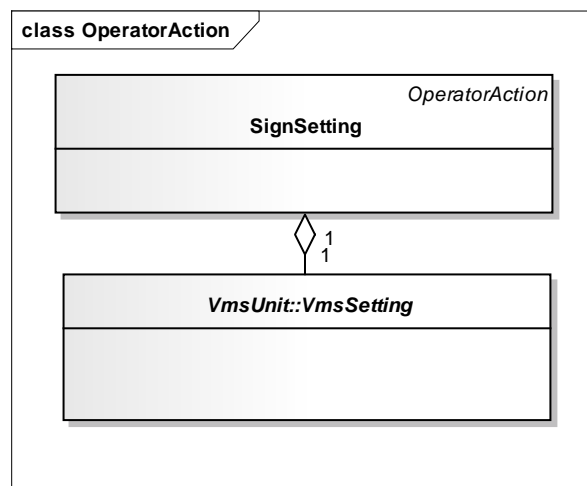 class OperatorAction
OperatorAction
SignSetting
1
1
VmsUnit::VmsSetting